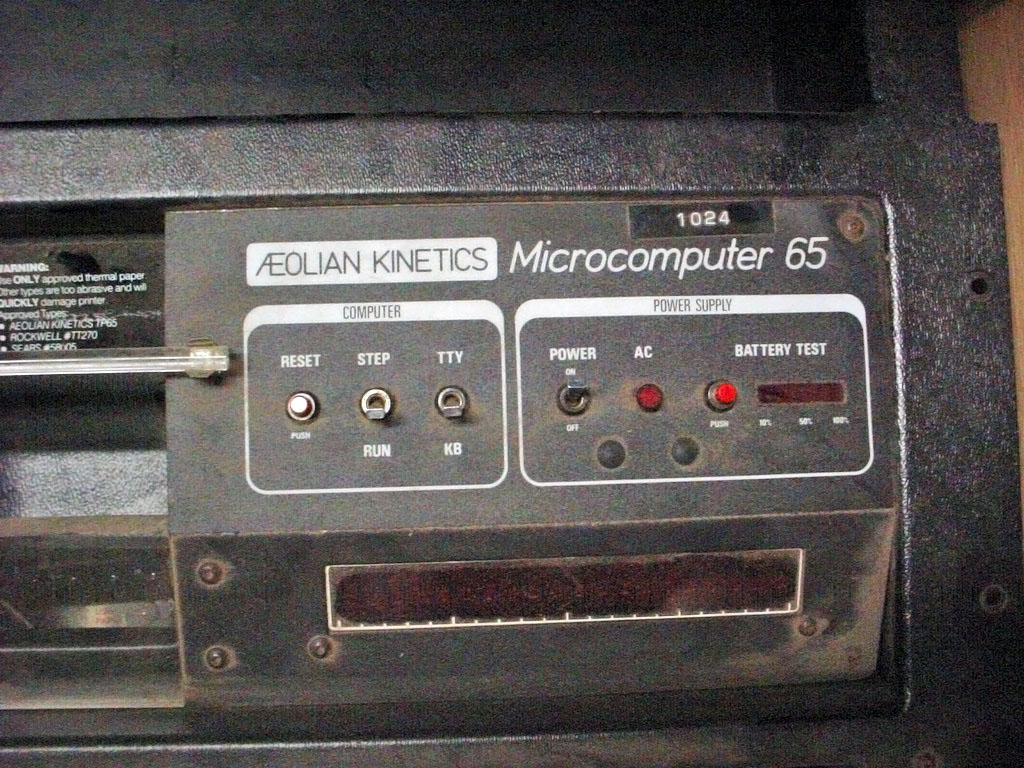 1024
ÆOLIAN KINETICS Microcomputer 65
WARNING:
Use ONLY approved thermal paper
Other types are too abrasive and will
QUICKLY damage printer
Approved Types:
• AEOLIAN KINETICS TP65
• ROCKWELL #TT270
• SEARS
COMPUTER
RESET STEP TTY
PUSH
RUN KB
POWER SUPPLY
POWER AC BATTERY TEST
ON
OFF
PUSH 10% 50% 100%